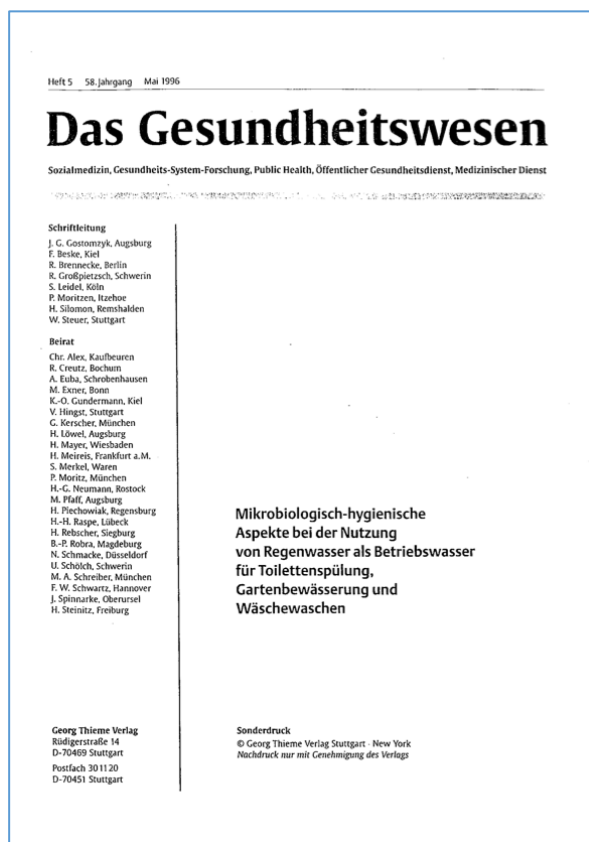 Heft 5 58. Jahrgang Mai 1996
Das Gesundheitswesen
Sozialmedizin, Gesundheits-System-Forschung, Public Health, Öffentlicher Gesundheitsdienst, Medizinischer Dienst
Schriftleitung
J. G. Gostomzyk, Augsburg
F. Beske, Kiel
R. Brennecke, Berlin
R. Großpietzsch, Schwerin
S. Leidel, Köln
P. Moritzen, Itzehoe
H. Silomon, Remshalden
W. Steuer, Stuttgart
Beirat
Chr. Alex, Kaufbeuren
R. Creutz, Bochum
A. Euba, Schrobenhausen
M. Exner, Bonn
K.-O. Gundermann, Kiel
V. Hingst, Stuttgart
G. Kerscher, München
H. Löwel, Augsburg
H. Mayer, Wiesbaden
H. Meireis, Frankfurt a.M.
S. Merkel, Waren
P. Moritz, München
H.-G. Neumann, Rostock
M. Pfaff, Augsburg
H. Piechowiak, Regensburg
H.-H. Raspe, Lübeck
H. Rebscher, Siegburg
B.-P. Robra, Magdeburg
N. Schmacke, Düsseldorf
U. Schölch, Schwerin
M. A. Schreiber, München
F. W. Schwartz, Hannover
J. Spinnarke, Oberursel
H. Steinitz, Freiburg
Mikrobiologisch-hygienische
Aspekte bei der Nutzung
von Regenwasser als Betriebswasser
für Toilettenspülung,
Gartenbewässerung und
Wäschewaschen
Georg Thieme Verlag
Rüdigerstraße 14
D-70469 Stuttgart
Postfach 30 11 20
D-70451 Stuttgart
Sonderdruck
© Georg Thieme Verlag Stuttgart · New York
Nachdruck nur mit Genehmigung des Verlags